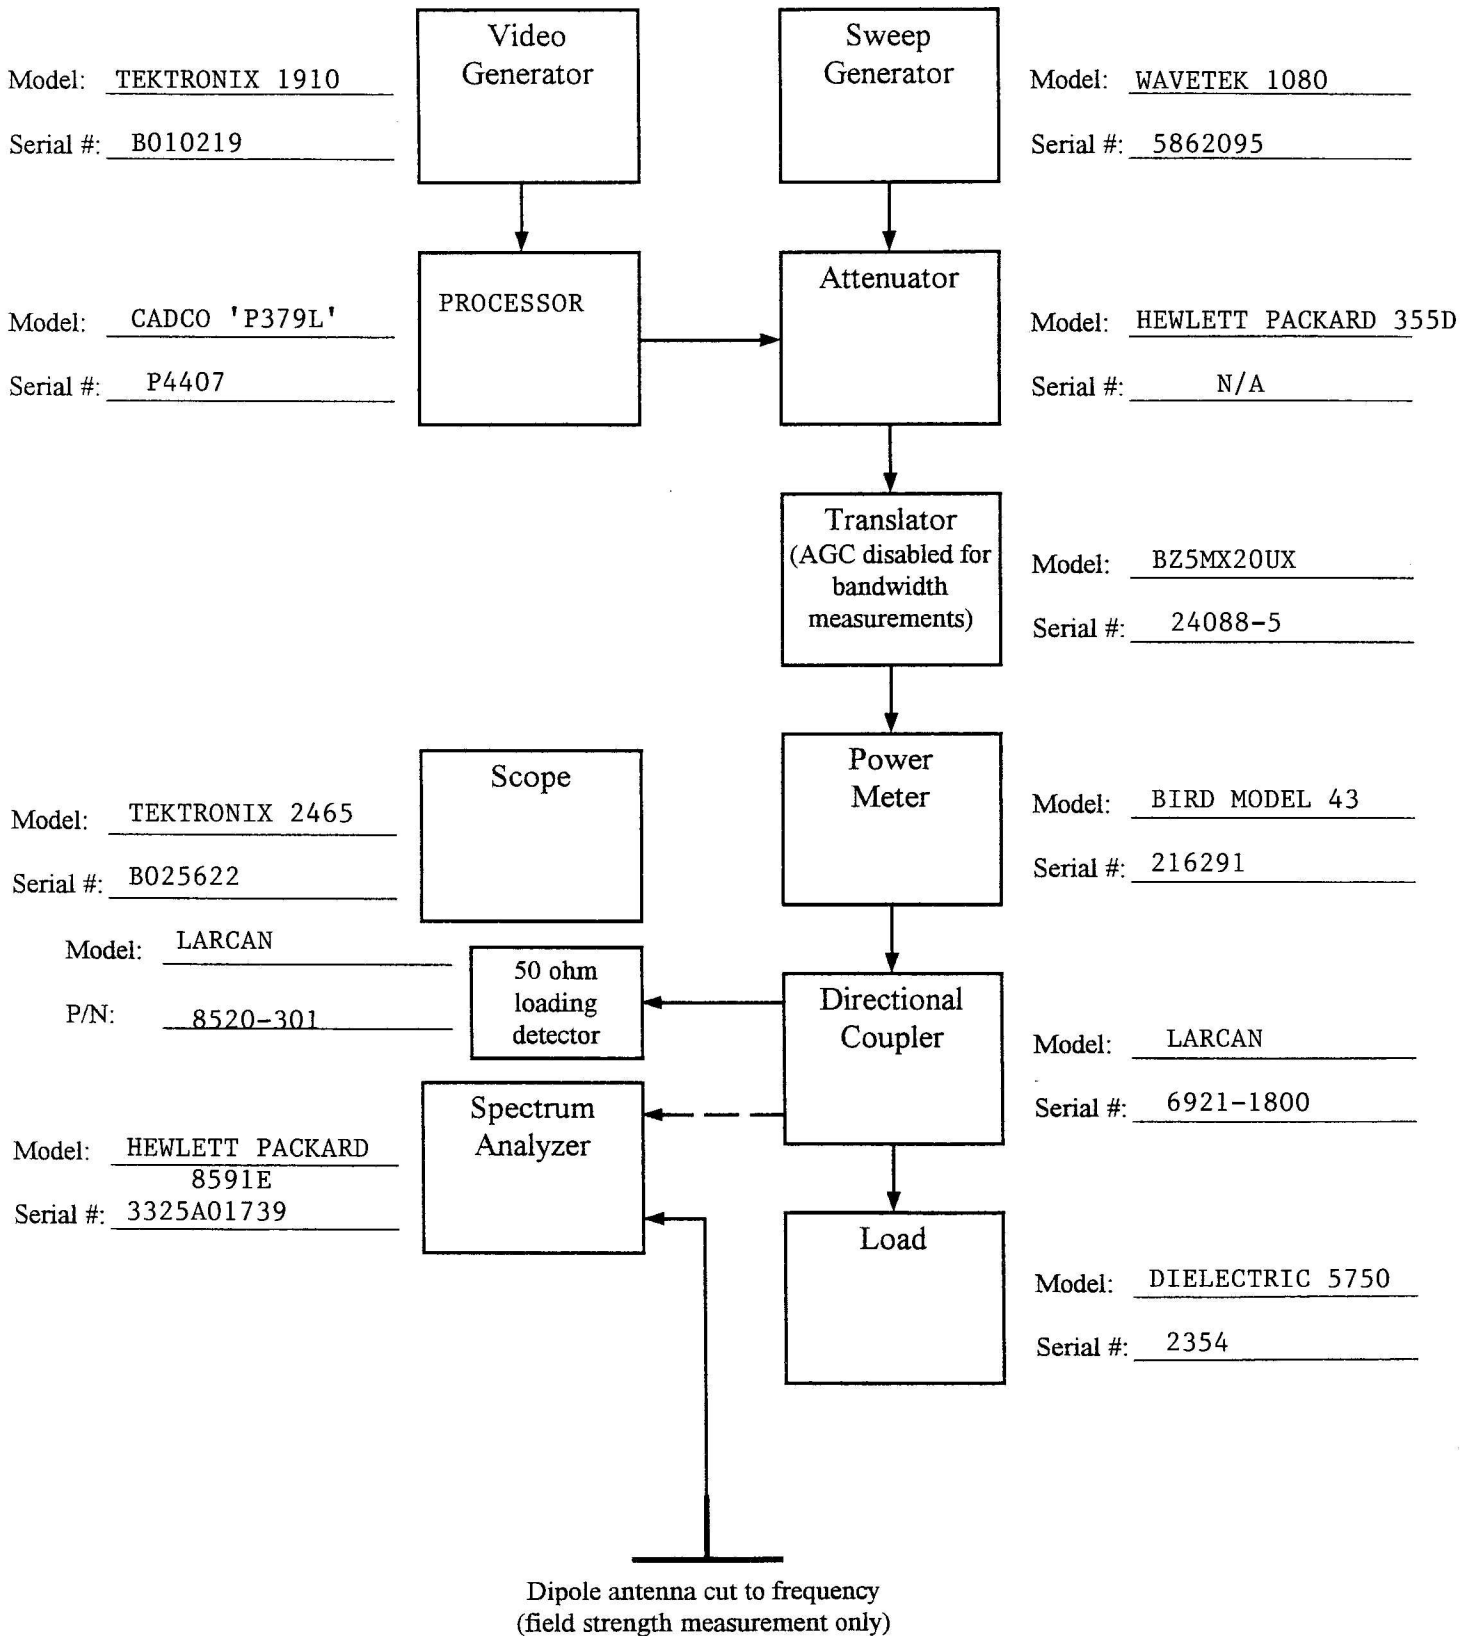 Video
Generator
Model: TEKTRONIX 1910
Serial #: B010219
Sweep
Generator
Model: WAVETEK 1080
Serial #: 5862095
PROCESSOR
Model: CADCO 'P379L'
Serial #: P4407
Attenuator
Model: HEWLETT PACKARD 355D
Serial #: N/A
Translator
(AGC disabled for
bandwidth
measurements)
Model: BZ5MX20UX
Serial #: 24088-5
Scope
Model: TEKTRONIX 2465
Serial #: B025622
Power
Meter
Model: BIRD MODEL 43
Serial #: 216291
Model: LARCAN
P/N: 8520-301
50 ohm
loading
detector
Directional
Coupler
Model: LARCAN
Serial #: 6921-1800
Spectrum
Analyzer
Model: HEWLETT PACKARD
8591E
Serial #: 3325A01739
Load
Model: DIELECTRIC 5750
Serial #: 2354
Dipole antenna cut to frequency
(field strength measurement only)